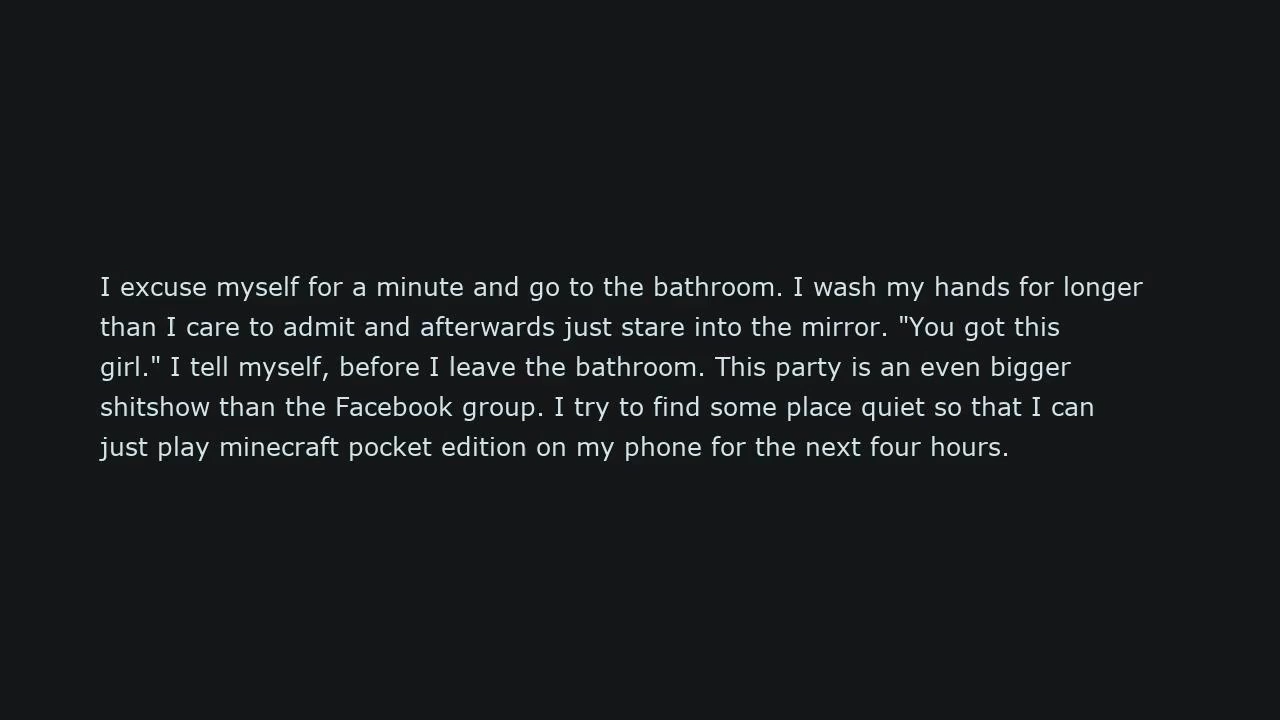 I excuse myself for a minute and go to the bathroom. I wash my hands for longer
than I care to admit and afterwards just stare into the mirror. "You got this
girl." I tell myself, before I leave the bathroom. This party is an even bigger
shitshow than the Facebook group. I try to find some place quiet so that I can
just play minecraft pocket edition on my phone for the next four hours.